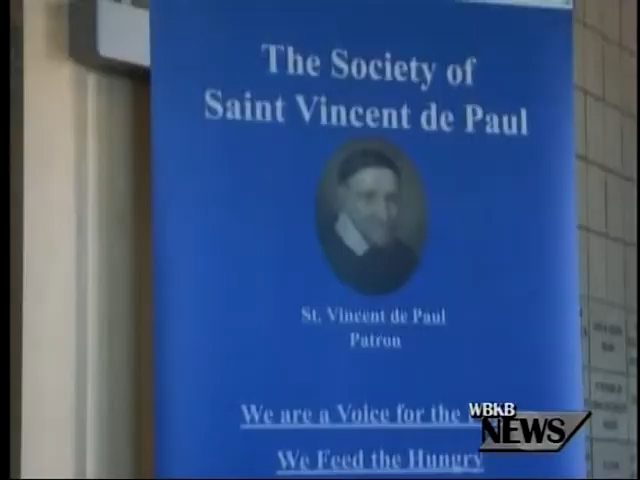 The Society of
Saint Vincent de Paul
St. Vincent de Paul
Patron
We are a Voice for the
We Feed the Hungry
WBKB
NEWS